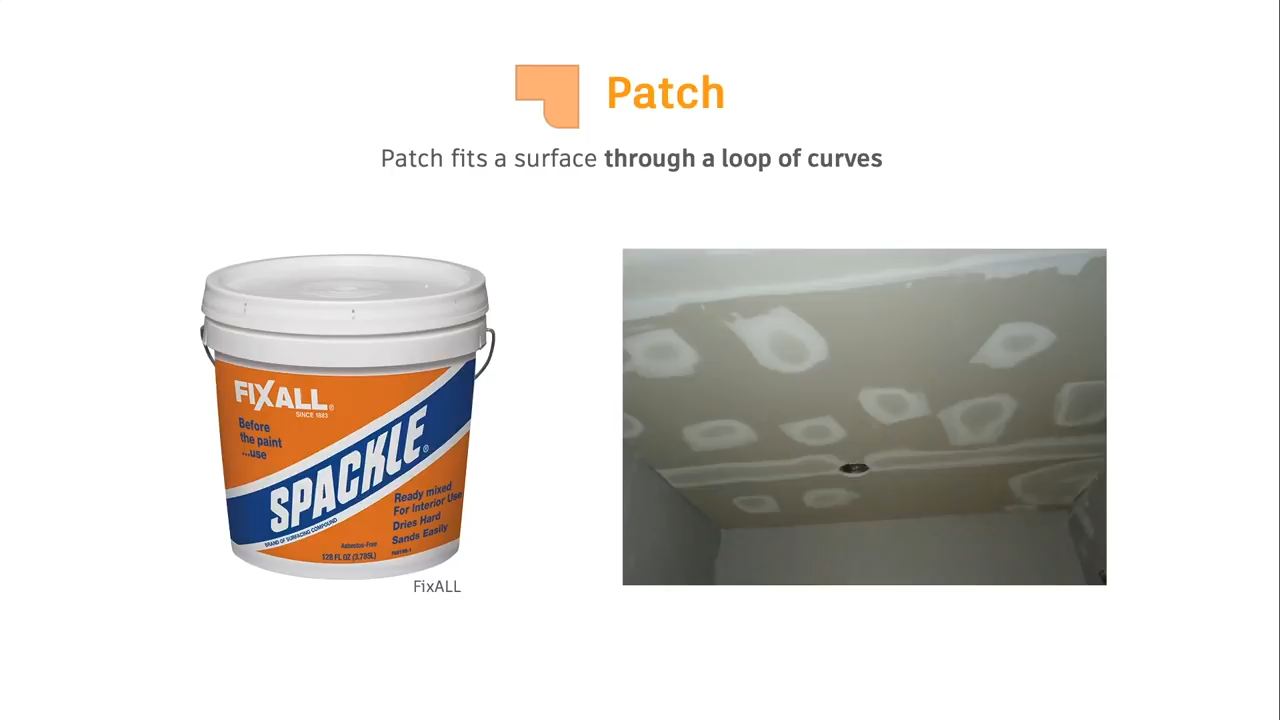 Patch
Patch fits a surface through a loop of curves
FIXALL®
SINCE 1883
Before
the paint
...use
SPACKLE®
BRAND OF SURFACING COMPOUND
Ready mixed
For Interior Use
Dries Hard
Sands Easily
Asbestos-Free
128 FL OZ (3.785L)
FixALL